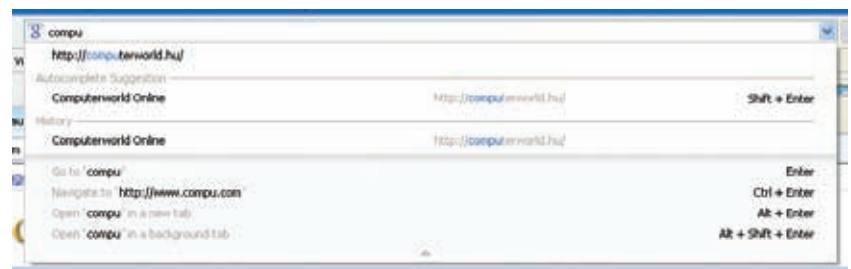 compu
http://computerworld.hu/
Autocomplete Suggestion
Computerworld Online http://computerworld.hu/ Shift + Enter
History
Computerworld Online http://computerworld.hu/
Go to 'compu' Enter
Navigate to 'http://www.compu.com' Ctrl + Enter
Open 'compu' in a new tab Alt + Enter
Open 'compu' in a background tab Alt + Shift + Enter